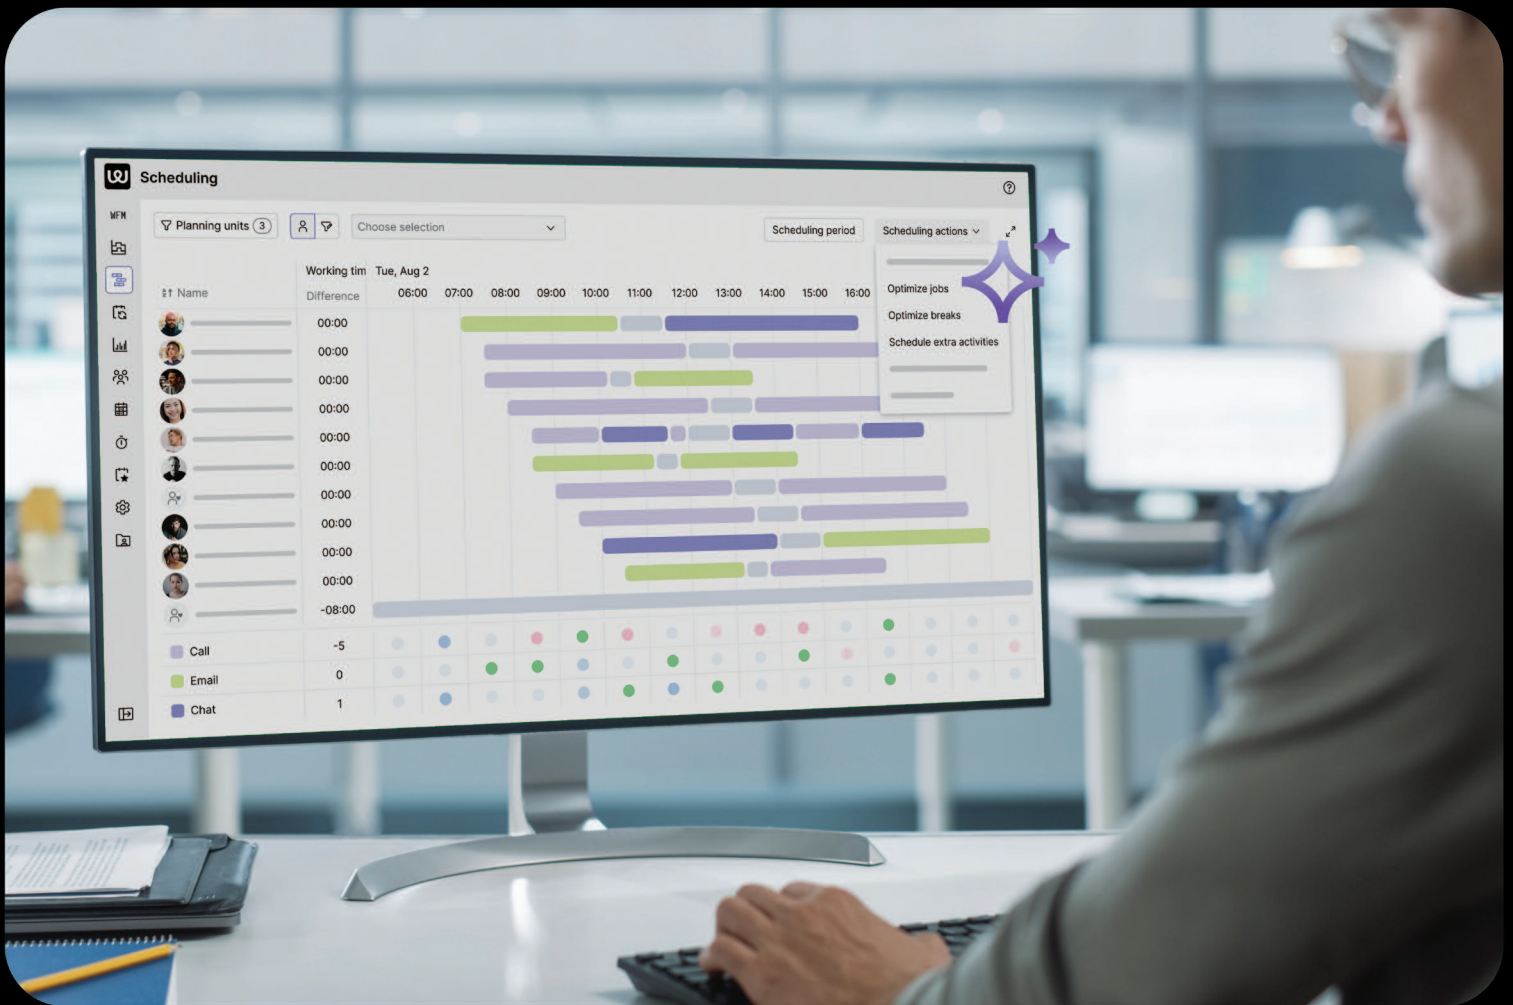 Scheduling
WFM
Planning units 3
Choose selection
Scheduling period
Scheduling actions
Working tim
Tue, Aug 2
Name
Difference
06:00 07:00 08:00 09:00 10:00 11:00 12:00 13:00 14:00 15:00 16:00
Optimize jobs
Optimize breaks
Schedule extra activities
00:00
00:00
00:00
00:00
00:00
00:00
00:00
00:00
00:00
00:00
-08:00
Call -5
Email 0
Chat 1